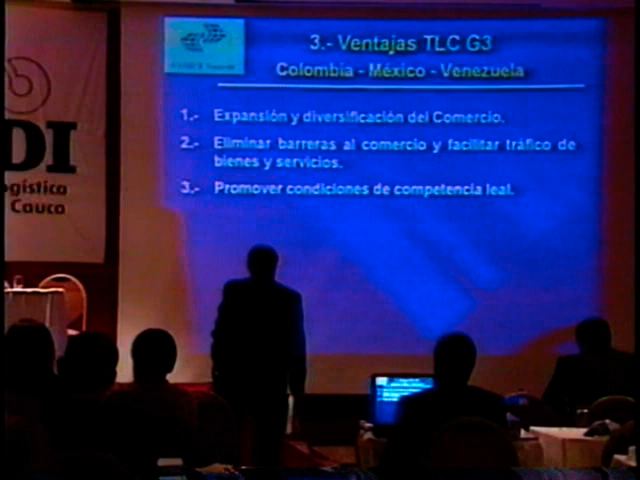 3.- Ventajas TLC G3
Colombia - México - Venezuela
1.- Expansión y diversificación del Comercio.
2.- Eliminar barreras al comercio y facilitar tráfico de
bienes y servicios.
3.- Promover condiciones de competencia leal.
DI
ogística
Cauca